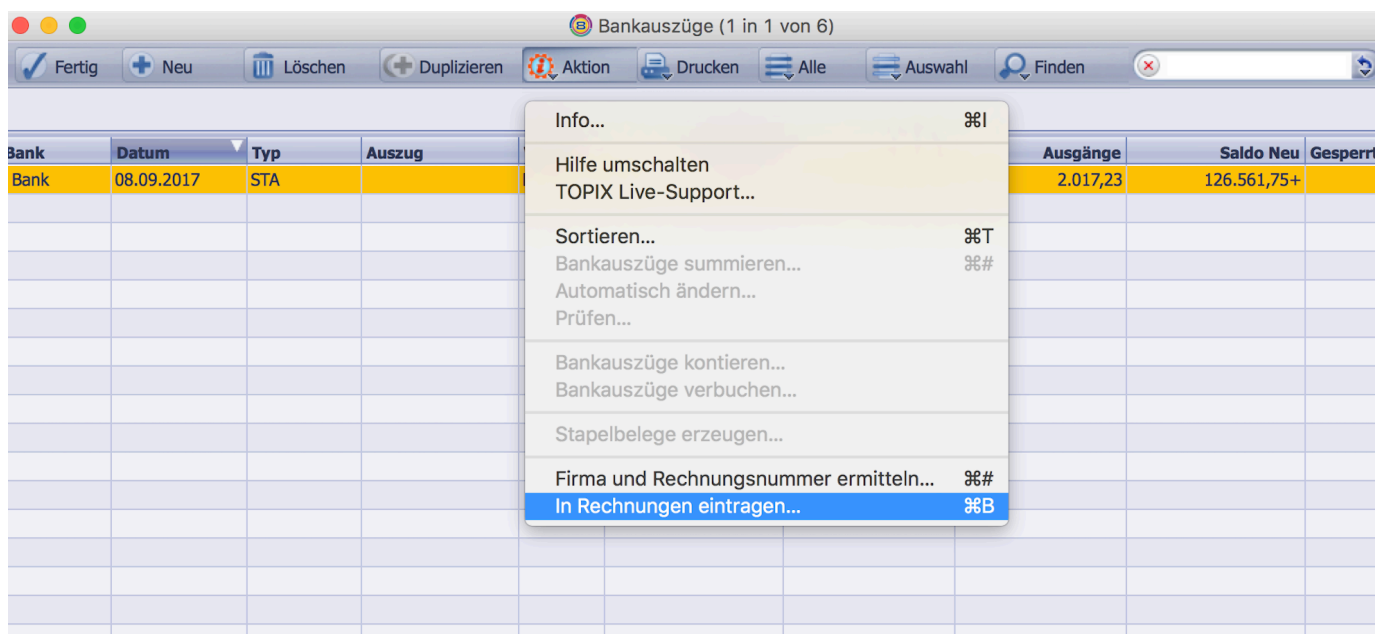 Bankauszüge (1 in 1 von 6)
Fertig Neu Löschen Duplizieren Aktion Drucken Alle Auswahl Finden
Bank Datum Typ Auszug Ausgänge Saldo Neu Gesperrt
Bank 08.09.2017 STA 2.017,23 126.561,75+
Info... ⌘I
Hilfe umschalten
TOPIX Live-Support...
Sortieren... ⌘T
Bankauszüge summieren... ⌘#
Automatisch ändern...
Prüfen...
Bankauszüge kontieren...
Bankauszüge verbuchen...
Stapelbelege erzeugen...
Firma und Rechnungsnummer ermitteln... ⌘#
In Rechnungen eintragen... ⌘B